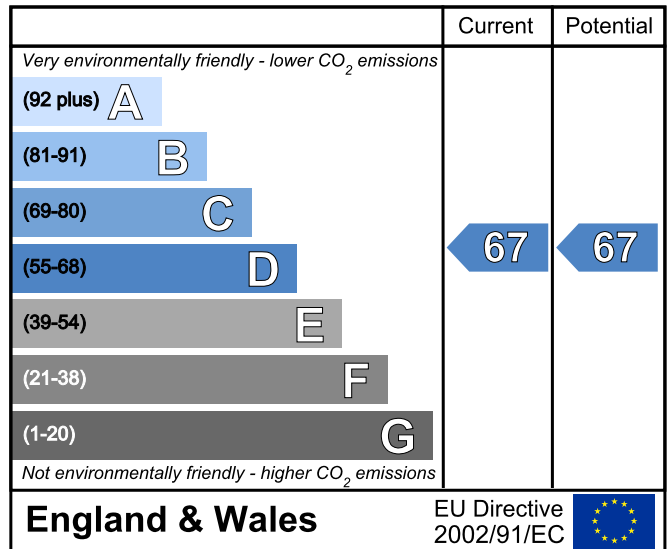 Current Potential
Very environmentally friendly - lower CO2 emissions
(92 plus) A
(81-91) B
(69-80) C
67 67
(55-68) D
(39-54) E
(21-38) F
(1-20) G
Not environmentally friendly - higher CO2 emissions
England & Wales
EU Directive
2002/91/EC